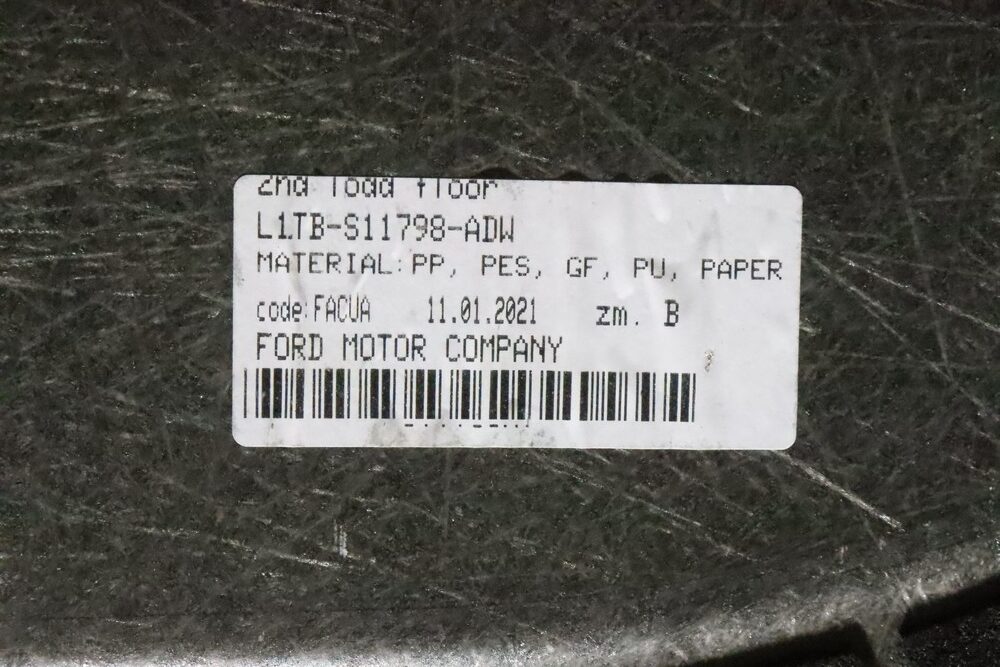 2nd load floor
L1TB-S11798-ADW
MATERIAL:PP, PES, GF, PU, PAPER
code:FACUA 11.01.2021 zm. B
FORD MOTOR COMPANY